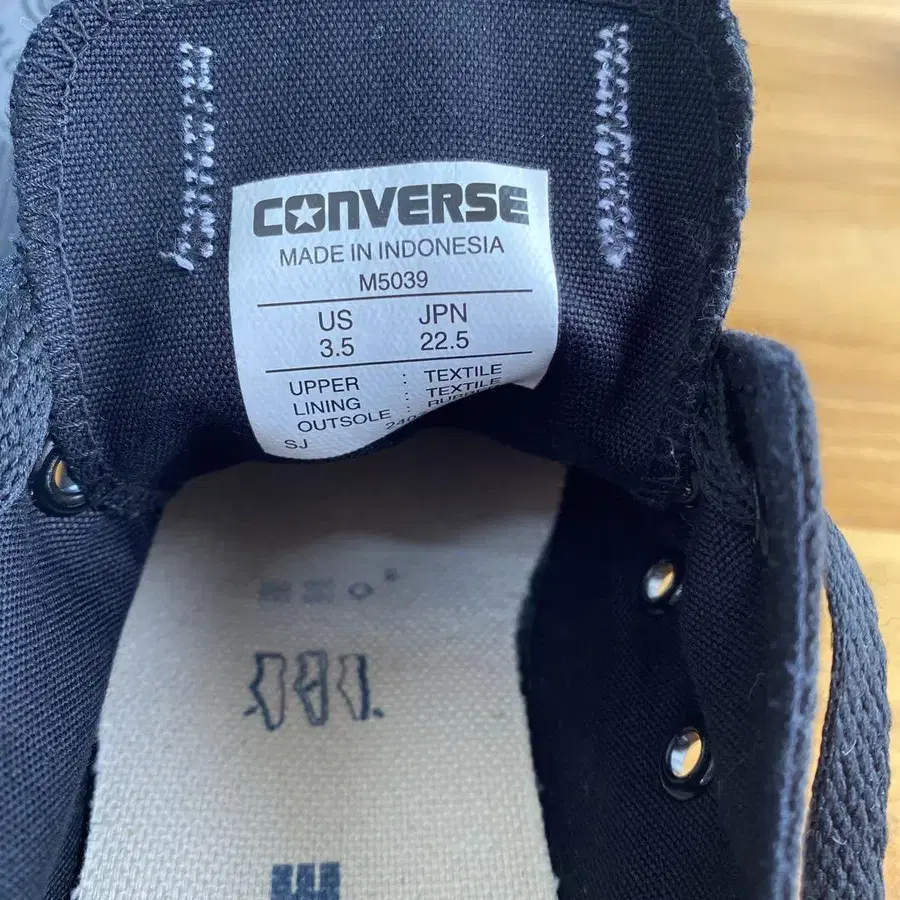 CONVERSE
MADE IN INDONESIA
M5039
US JPN
3.5 22.5
UPPER : TEXTILE
LINING : TEXTILE
OUTSOLE :
SJ